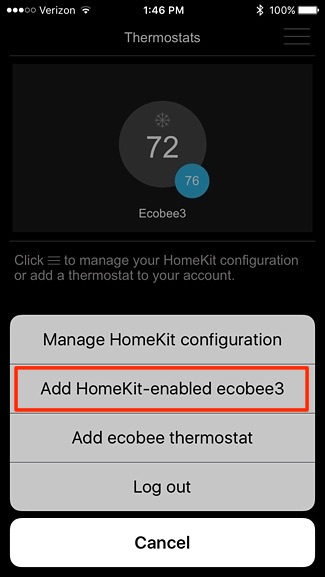 Verizon 1:46 PM 100%
Thermostats
72
76
Ecobee3
Click ☰ to manage your HomeKit configuration
or add a thermostat to your account.
Manage HomeKit configuration
Add HomeKit-enabled ecobee3
Add ecobee thermostat
Log out
Cancel